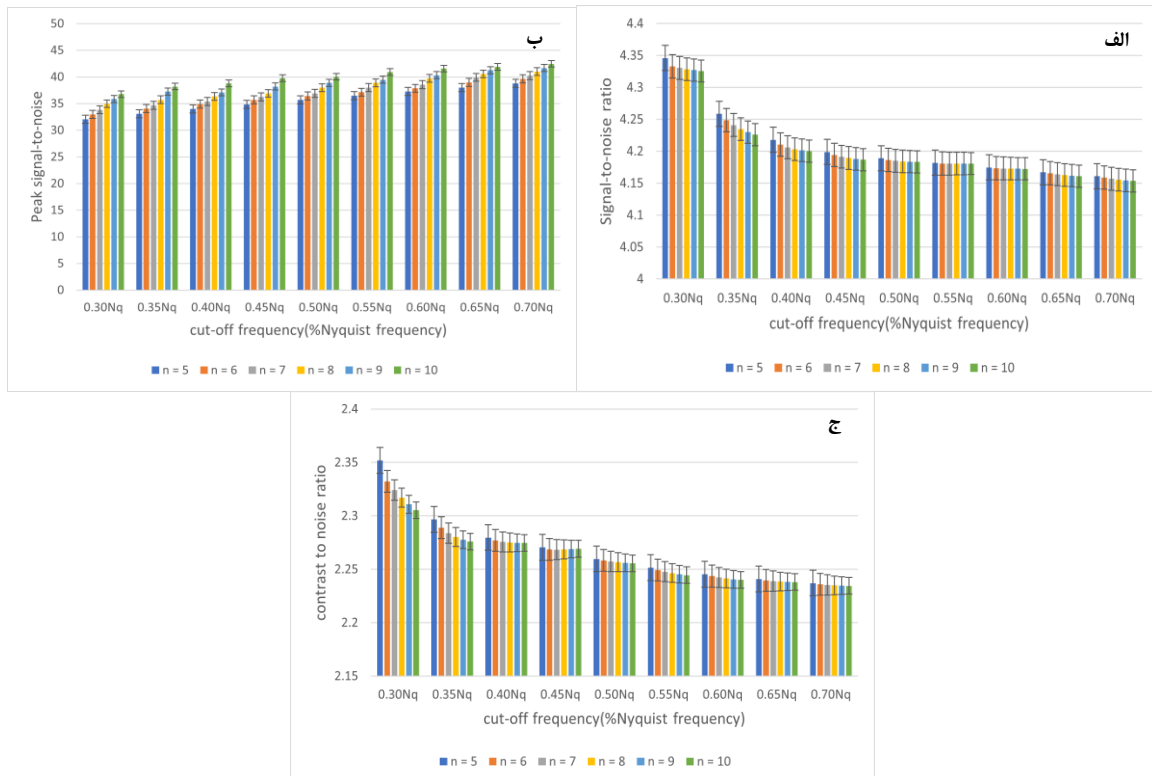 ب
Peak signal-to-noise
50
45
40
35
30
25
20
15
10
5
0
0.30Nq 0.35Nq 0.40Nq 0.45Nq 0.50Nq 0.55Nq 0.60Nq 0.65Nq 0.70Nq
cut-off frequency(%Nyquist frequency)
n = 5 n = 6 n = 7 n = 8 n = 9 n = 10
الف
Signal-to-noise ratio
4.4
4.35
4.3
4.25
4.2
4.15
4.1
4.05
4
0.30Nq 0.35Nq 0.40Nq 0.45Nq 0.50Nq 0.55Nq 0.60Nq 0.65Nq 0.70Nq
cut-off frequency(%Nyquist frequency)
n = 5 n = 6 n = 7 n = 8 n = 9 n = 10
ج
contrast to noise ratio
2.4
2.35
2.3
2.25
2.2
2.15
0.30Nq 0.35Nq 0.40Nq 0.45Nq 0.50Nq 0.55Nq 0.60Nq 0.65Nq 0.70Nq
cut-off frequency(%Nyquist frequency)
n = 5 n = 6 n = 7 n = 8 n = 9 n = 10